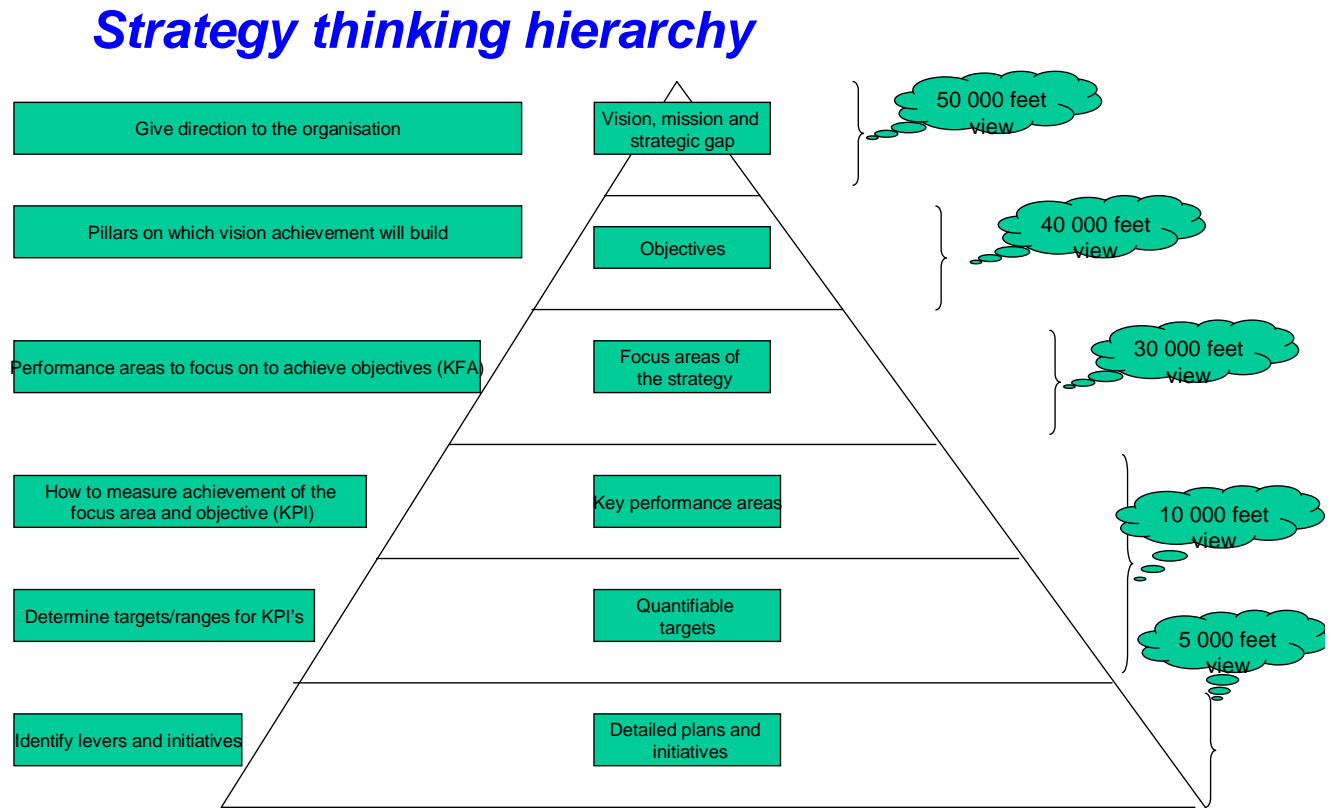 Strategy thinking hierarchy
Give direction to the organisation
Vision, mission and
strategic gap
50 000 feet
view
Pillars on which vision achievement will build
Objectives
40 000 feet
view
Performance areas to focus on to achieve objectives (KFA)
Focus areas of
the strategy
30 000 feet
view
How to measure achievement of the
focus area and objective (KPI)
Key performance areas
10 000 feet
view
Determine targets/ranges for KPI's
Quantifiable
targets
5 000 feet
view
Identify levers and initiatives
Detailed plans and
initiatives